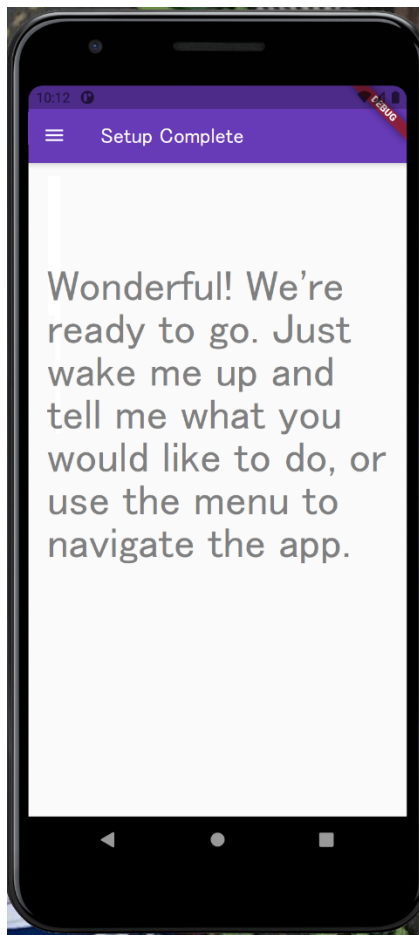 10:12
DEBUG
Setup Complete
Wonderful! We're
ready to go. Just
wake me up and
tell me what you
would like to do, or
use the menu to
navigate the app.